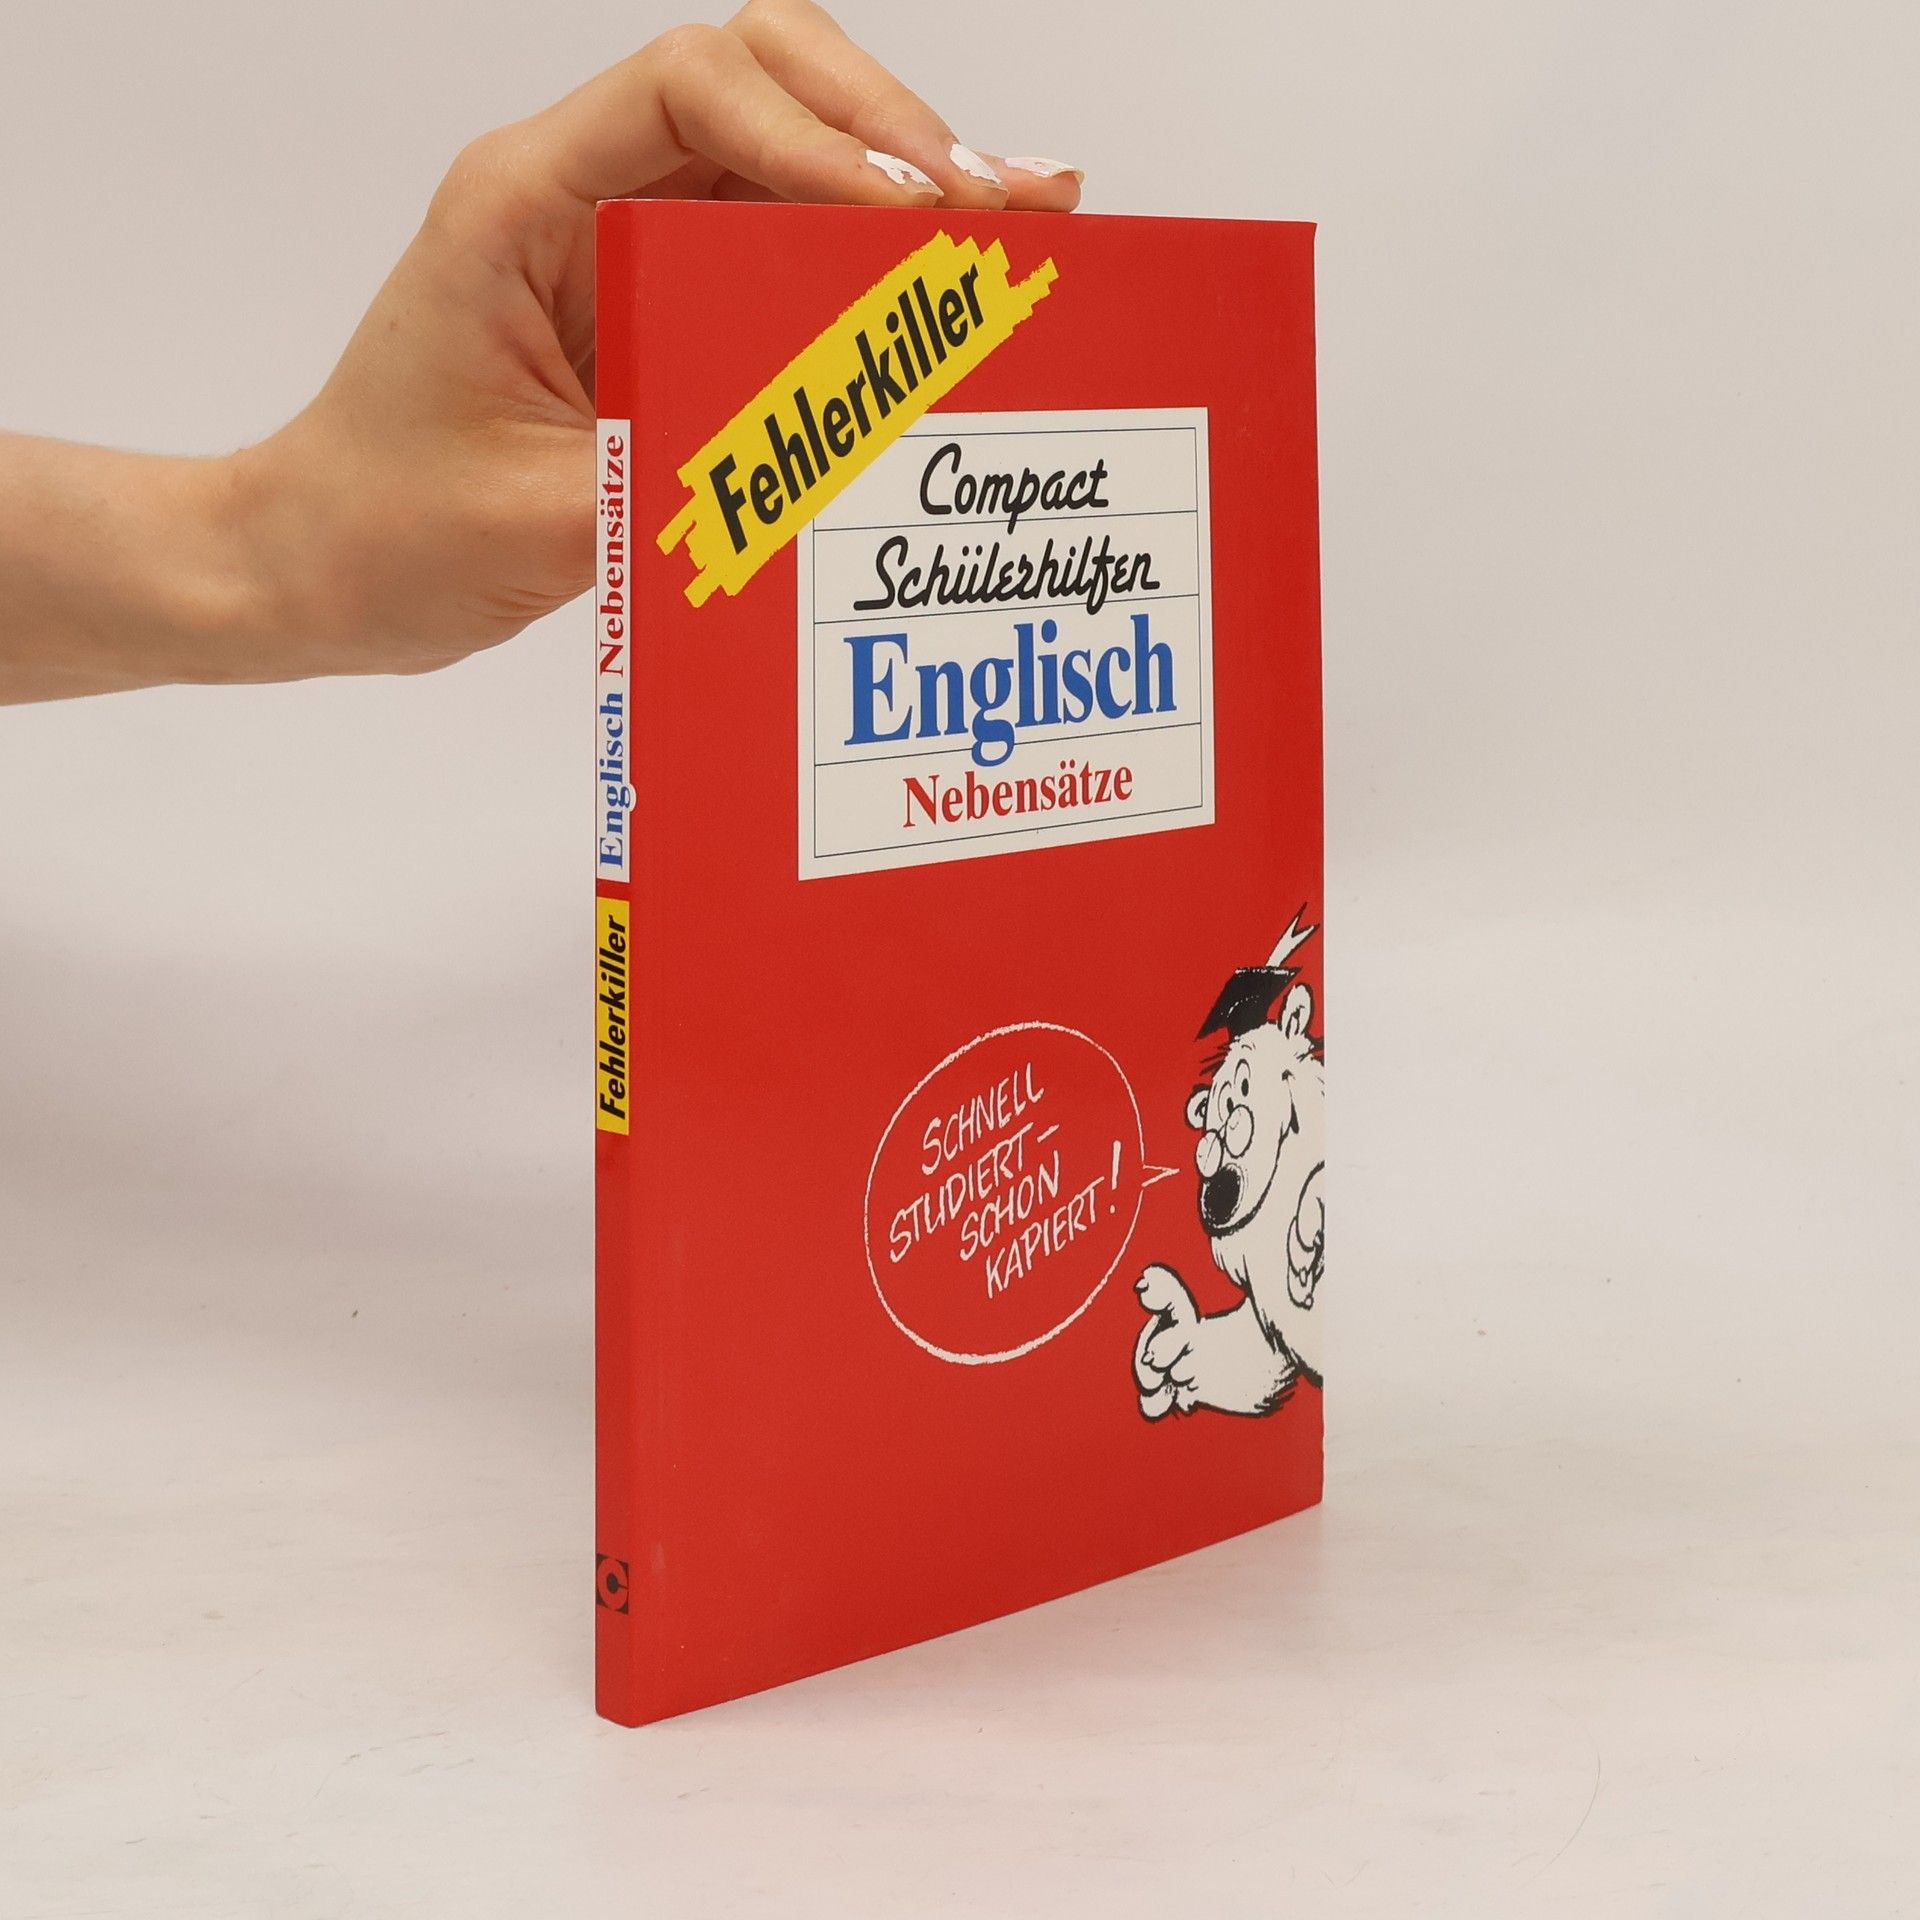 Fehlerkiller
Compact
Schülerhilfen
Englisch
Nebensätze
SCHNELL
STUDIERT-
SCHON
KAPIERT!
Fehlerkiller Englisch Nebensätze
C